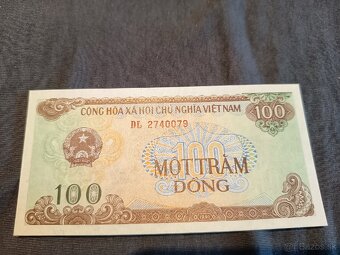 CỘNG HÒA XÃ HỘI CHỦ NGHĨA VIỆT NAM
100
DL 2740079
100
MỘT TRĂM
ĐỒNG
100